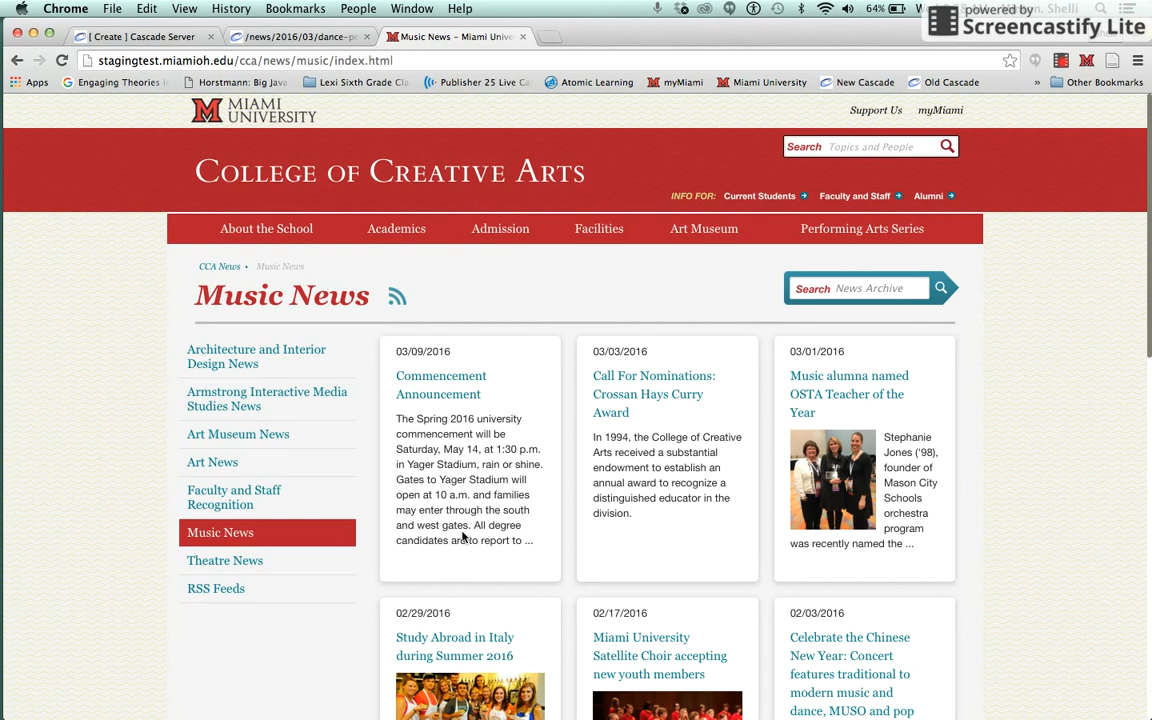 Chrome File Edit View History Bookmarks People Window Help 64% Shelli
powered by
Screencastify Lite
[ Create ] Cascade Server × /news/2016/03/dance-po × Music News – Miami Unive ×
stagingtest.miamioh.edu/cca/news/music/index.html
Apps Engaging Theories i Horstmann: Big Java Lexi Sixth Grade Cla Publisher 25 Live Ca Atomic Learning myMiami Miami University New Cascade Old Cascade » Other Bookmarks
MIAMI
UNIVERSITY
Support Us myMiami
Search Topics and People
COLLEGE OF CREATIVE ARTS
INFO FOR: Current Students Faculty and Staff Alumni
About the School Academics Admission Facilities Art Museum Performing Arts Series
CCA News • Music News
Music News
Search News Archive
Architecture and Interior
Design News
Armstrong Interactive Media
Studies News
Art Museum News
Art News
Faculty and Staff
Recognition
Music News
Theatre News
RSS Feeds
03/09/2016
Commencement
Announcement
The Spring 2016 university
commencement will be
Saturday, May 14, at 1:30 p.m.
in Yager Stadium, rain or shine.
Gates to Yager Stadium will
open at 10 a.m. and families
may enter through the south
and west gates. All degree
candidates are to report to ...
03/03/2016
Call For Nominations:
Crossan Hays Curry
Award
In 1994, the College of Creative
Arts received a substantial
endowment to establish an
annual award to recognize a
distinguished educator in the
division.
03/01/2016
Music alumna named
OSTA Teacher of the
Year
Stephanie
Jones ('98),
founder of
Mason City
Schools
orchestra
program
was recently named the ...
02/29/2016
Study Abroad in Italy
during Summer 2016
02/17/2016
Miami University
Satellite Choir accepting
new youth members
02/03/2016
Celebrate the Chinese
New Year: Concert
features traditional to
modern music and
dance, MUSO and pop